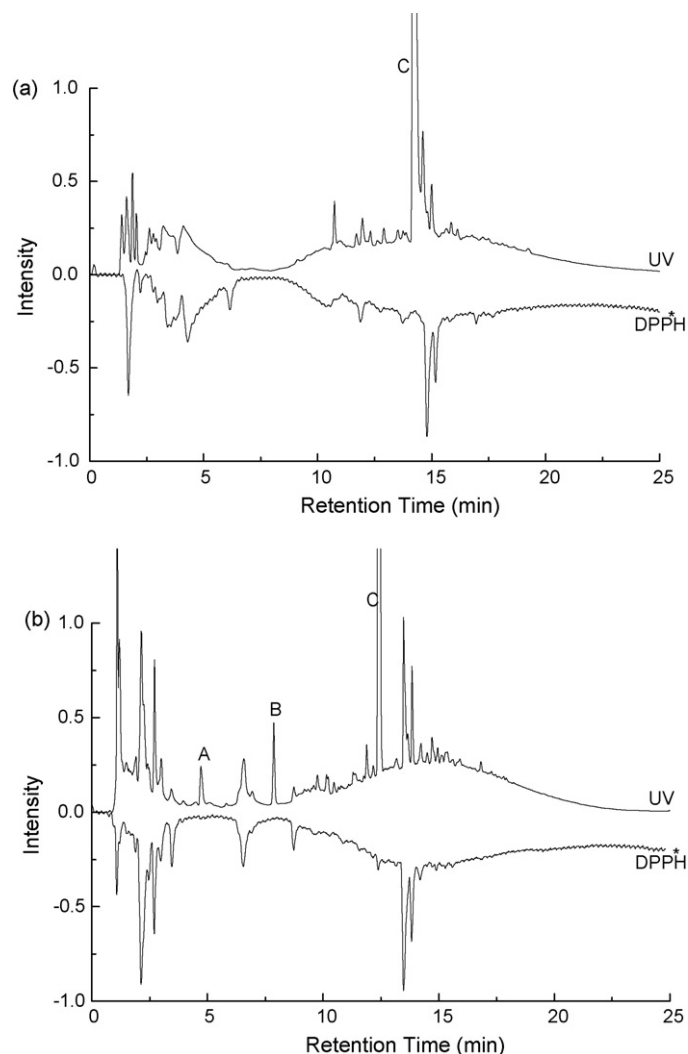 (a)
C
1.0
0.5
0.0
-0.5
-1.0
Intensity
UV
DPPH*
0 5 10 15 20 25
Retention Time (min)
(b)
C
1.0
0.5
B
A
0.0
-0.5
-1.0
Intensity
UV
DPPH*
0 5 10 15 20 25
Retention Time (min)